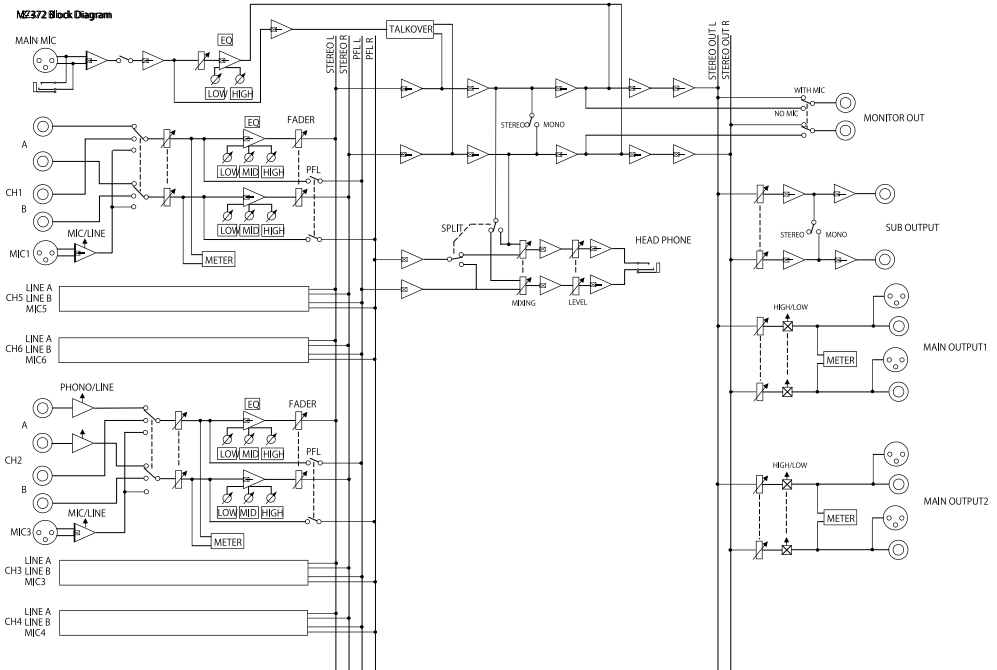 MZ372 Block Diagram
MAIN MIC
EQ
LOW HIGH
TALKOVER
STEREO L
STEREO R
PFL L
PFL R
STEREO OUT L
STEREO OUT R
WITH MIC
NO MIC
MONITOR OUT
STEREO MONO
A
CH1
B
MIC1
MIC/LINE
EQ
FADER
LOW MID HIGH
PFL
LOW MID HIGH
METER
SPLIT
MIXING
LEVEL
HEAD PHONE
STEREO MONO
SUB OUTPUT
LINE A
CH5 LINE B
MIC5
LINE A
CH6 LINE B
MIC6
HIGH/LOW
METER
MAIN OUTPUT1
PHONO/LINE
A
CH2
B
MIC3
MIC/LINE
EQ
FADER
LOW MID HIGH
PFL
LOW MID HIGH
METER
HIGH/LOW
METER
MAIN OUTPUT2
LINE A
CH3 LINE B
MIC3
LINE A
CH4 LINE B
MIC4